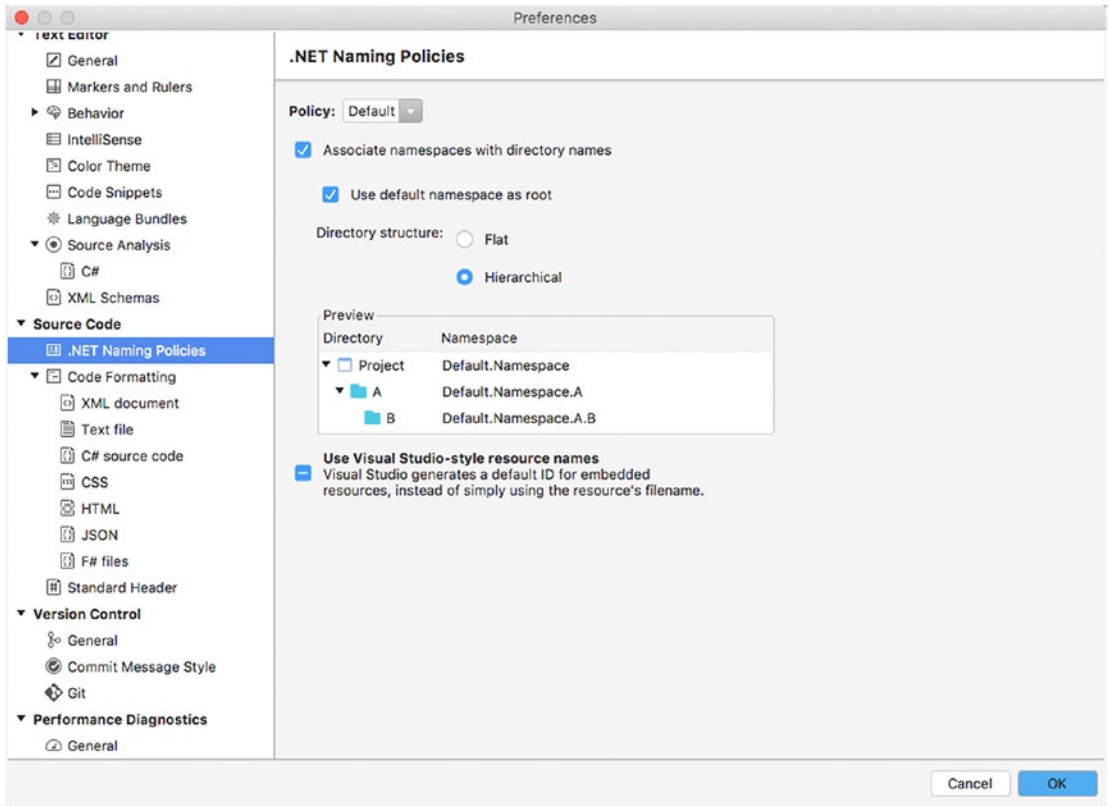 Preferences
Text Editor
General
Markers and Rulers
Behavior
IntelliSense
Color Theme
Code Snippets
Language Bundles
Source Analysis
C#
XML Schemas
Source Code
.NET Naming Policies
Code Formatting
XML document
Text file
C# source code
CSS
HTML
JSON
F# files
Standard Header
Version Control
General
Commit Message Style
Git
Performance Diagnostics
General
.NET Naming Policies
Policy: Default
Associate namespaces with directory names
Use default namespace as root
Directory structure: Flat
Hierarchical
Preview
Directory Namespace
Project Default.Namespace
A Default.Namespace.A
B Default.Namespace.A.B
Use Visual Studio-style resource names
Visual Studio generates a default ID for embedded
resources, instead of simply using the resource's filename.
Cancel OK